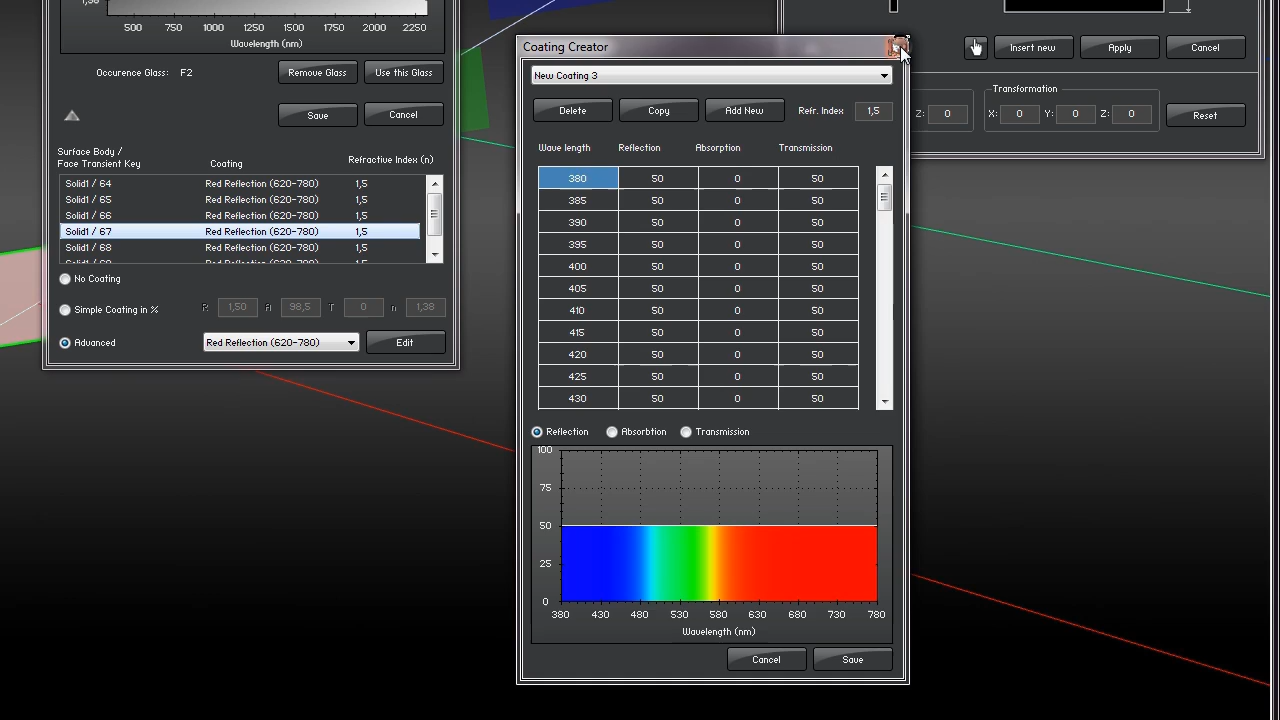 1,38
500 750 1000 1250 1500 1750 2000 2250
Wavelength (nm)
Occurence Glass: F2
Remove Glass
Use this Glass
Save
Cancel
Surface Body /
Face Transient Key
Coating
Refractive Index (n)
Solid1 / 64 Red Reflection (620-780) 1,5
Solid1 / 65 Red Reflection (620-780) 1,5
Solid1 / 66 Red Reflection (620-780) 1,5
Solid1 / 67 Red Reflection (620-780) 1,5
Solid1 / 68 Red Reflection (620-780) 1,5
No Coating
Simple Coating in % R 1,50 A 98,5 T 0 n 1,38
Advanced Red Reflection (620-780) Edit
Coating Creator
New Coating 3
Delete Copy Add New Refr. Index 1,5
Wave length Reflection Absorption Transmission
380 50 0 50
385 50 0 50
390 50 0 50
395 50 0 50
400 50 0 50
405 50 0 50
410 50 0 50
415 50 0 50
420 50 0 50
425 50 0 50
430 50 0 50
Reflection Absorbtion Transmission
100
75
50
25
0
380 430 480 530 580 630 680 730 780
Wavelength (nm)
Cancel Save
Insert new Apply Cancel
Transformation
Z: 0 X: 0 Y: 0 Z: 0 Reset